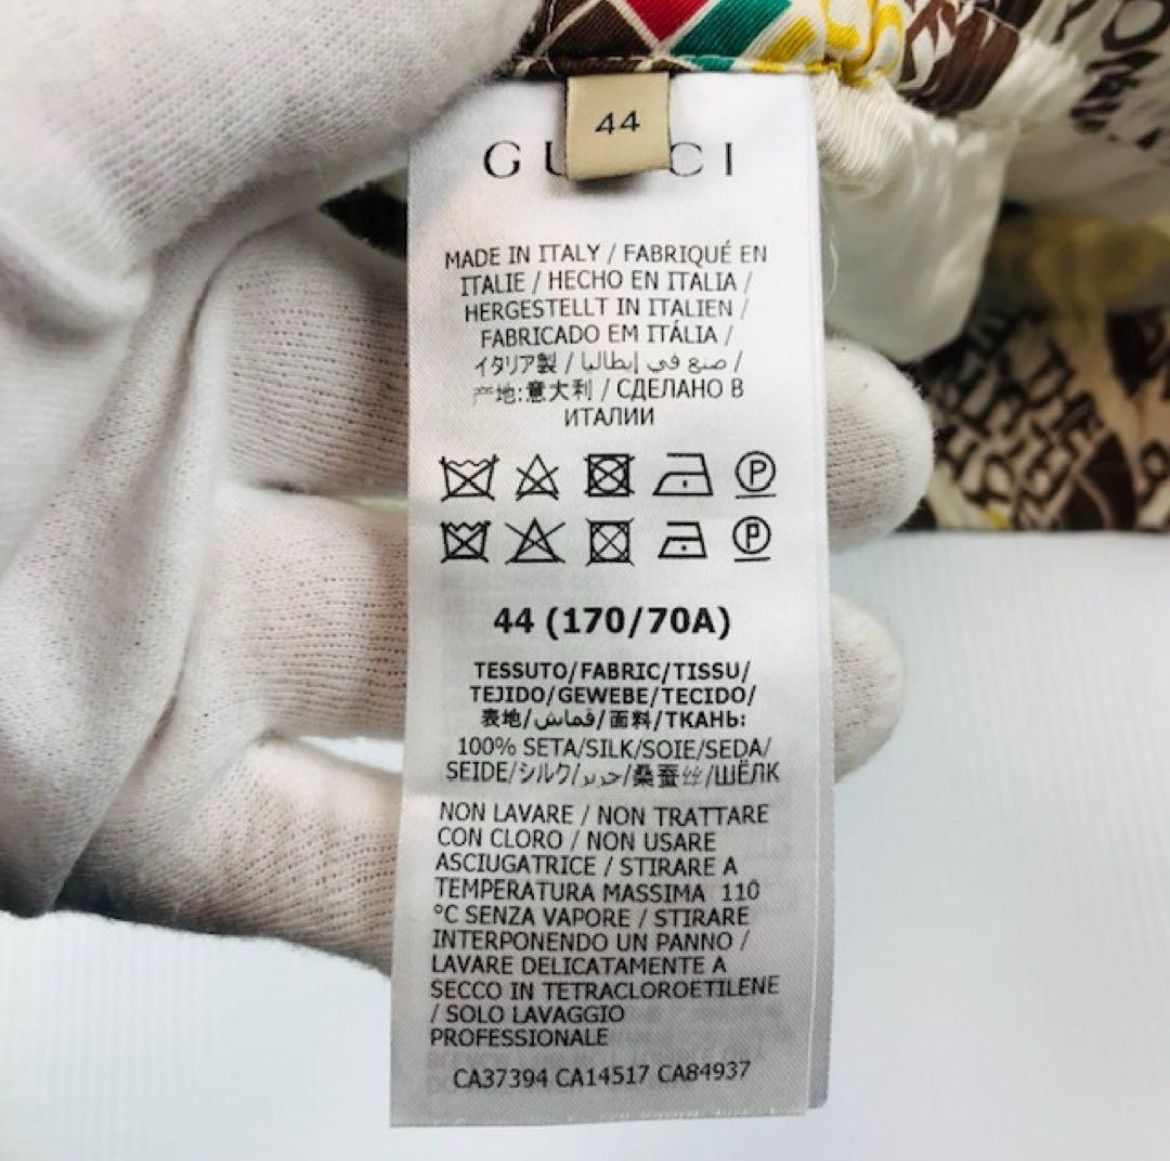 44
GUCCI
MADE IN ITALY / FABRIQUÉ EN
ITALIE / HECHO EN ITALIA /
HERGESTELLT IN ITALIEN /
FABRICADO EM ITÁLIA /
イタリア製 / صنع في إيطاليا /
产地:意大利 / СДЕЛАНО В
ИТАЛИИ
P
P
44 (170/70A)
TESSUTO/FABRIC/TISSU/
TEJIDO/GEWEBE/TECIDO/
表地/قماش/面料/ТКАНЬ:
100% SETA/SILK/SOIE/SEDA/
SEIDE/シルク/حرير/桑蚕丝/ШЁЛК
NON LAVARE / NON TRATTARE
CON CLORO / NON USARE
ASCIUGATRICE / STIRARE A
TEMPERATURA MASSIMA 110
°C SENZA VAPORE / STIRARE
INTERPONENDO UN PANNO /
LAVARE DELICATAMENTE A
SECCO IN TETRACLOROETILENE
/ SOLO LAVAGGIO
PROFESSIONALE
CA37394 CA14517 CA84937